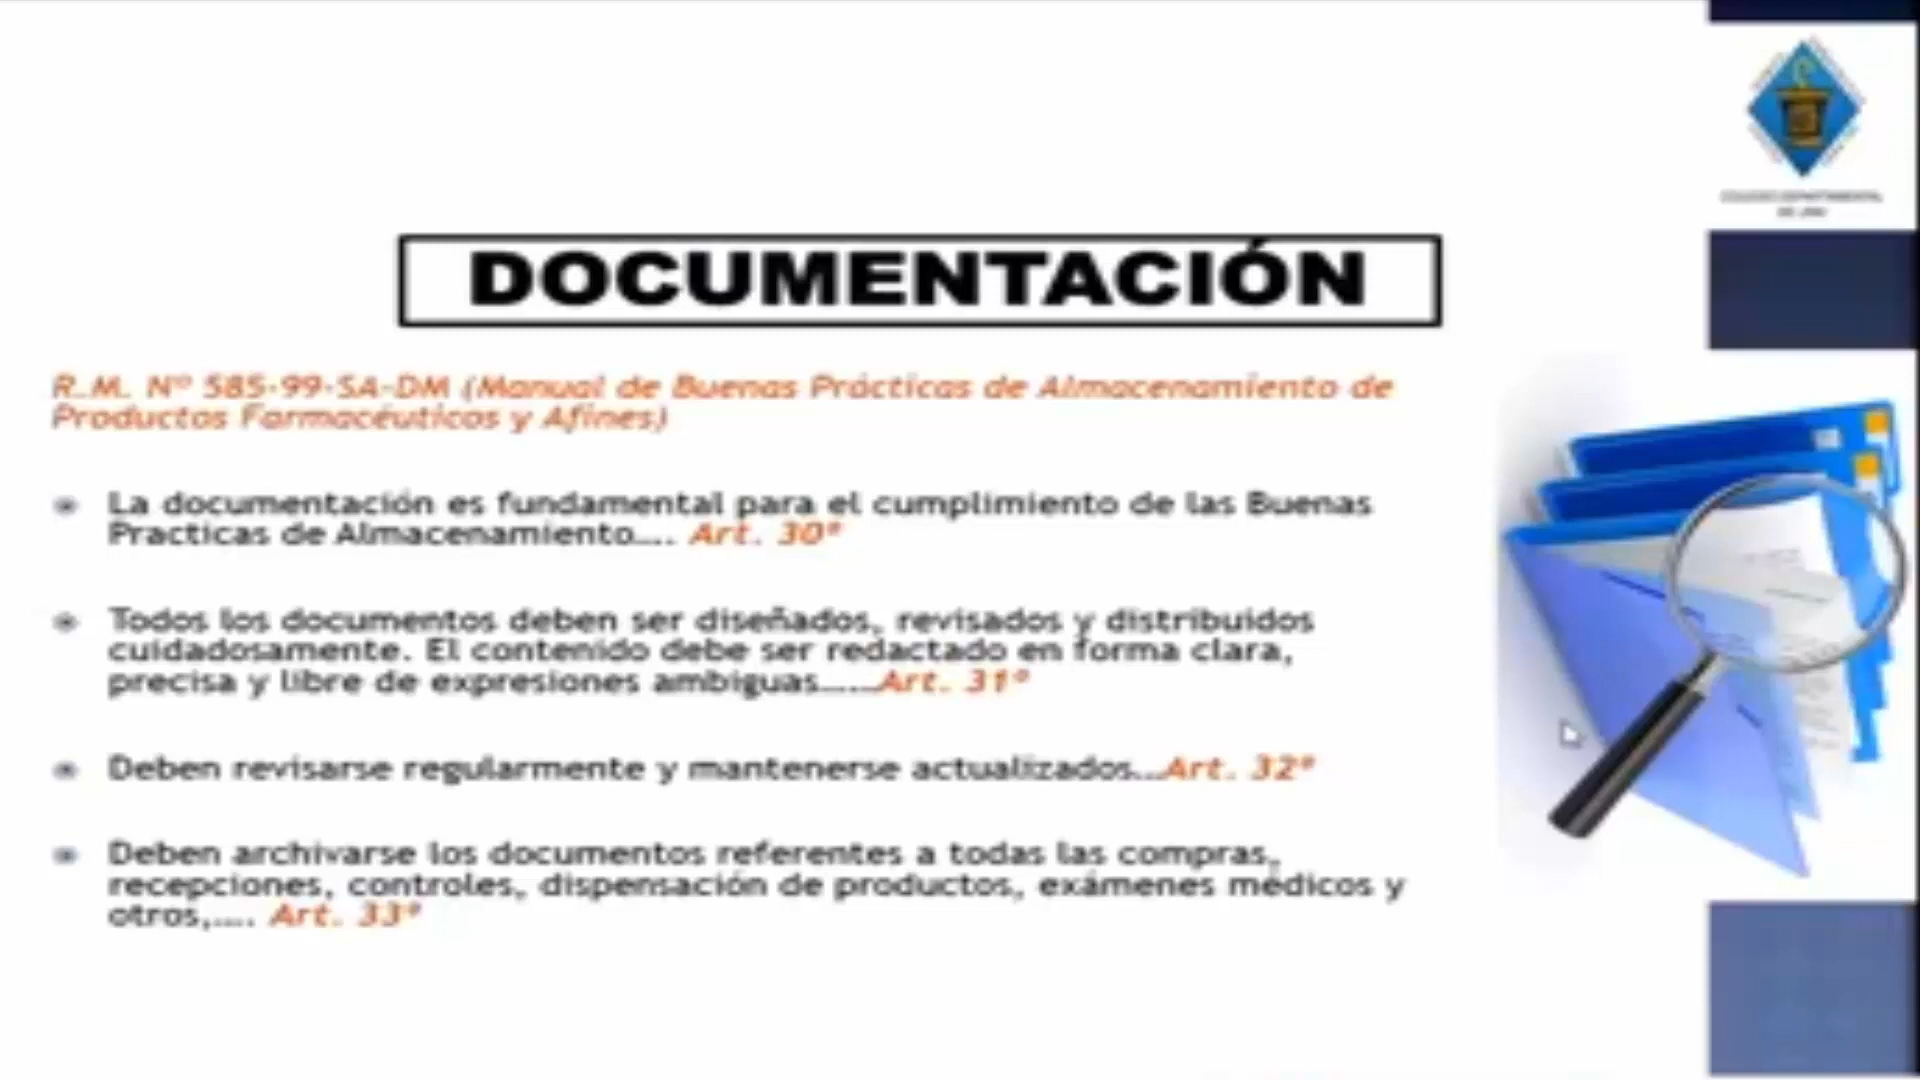 COLEGIO DEPARTAMENTAL
DE LIMA
DOCUMENTACIÓN
R.M. Nº 585-99-SA-DM (Manual de Buenas Prácticas de Almacenamiento de
Productos Farmacéuticos y Afines)
La documentación es fundamental para el cumplimiento de las Buenas
Practicas de Almacenamiento.... Art. 30º
Todos los documentos deben ser diseñados, revisados y distribuidos
cuidadosamente. El contenido debe ser redactado en forma clara,
precisa y libre de expresiones ambiguas......Art. 31º
Deben revisarse regularmente y mantenerse actualizados...Art. 32º
Deben archivarse los documentos referentes a todas las compras,
recepciones, controles, dispensación de productos, exámenes médicos y
otros,.... Art. 33º